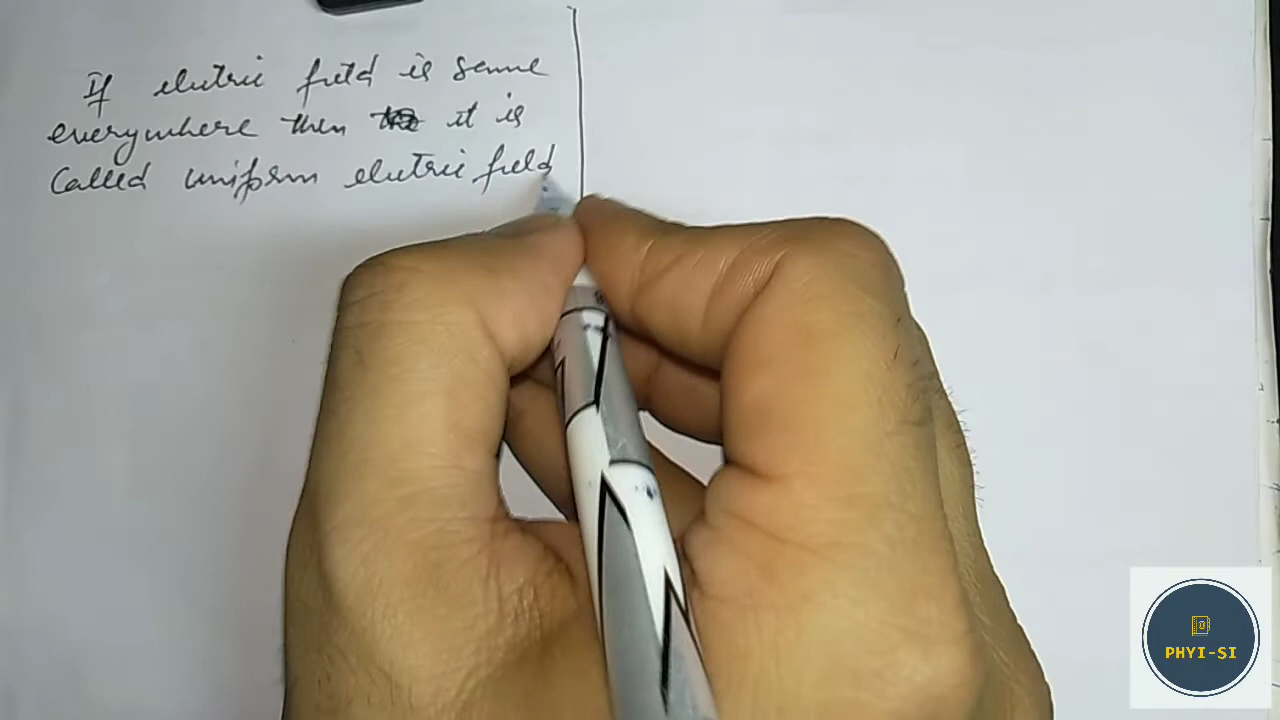 If electric field is same
everywhere then it is
Called uniform electric field
PHYI-SI